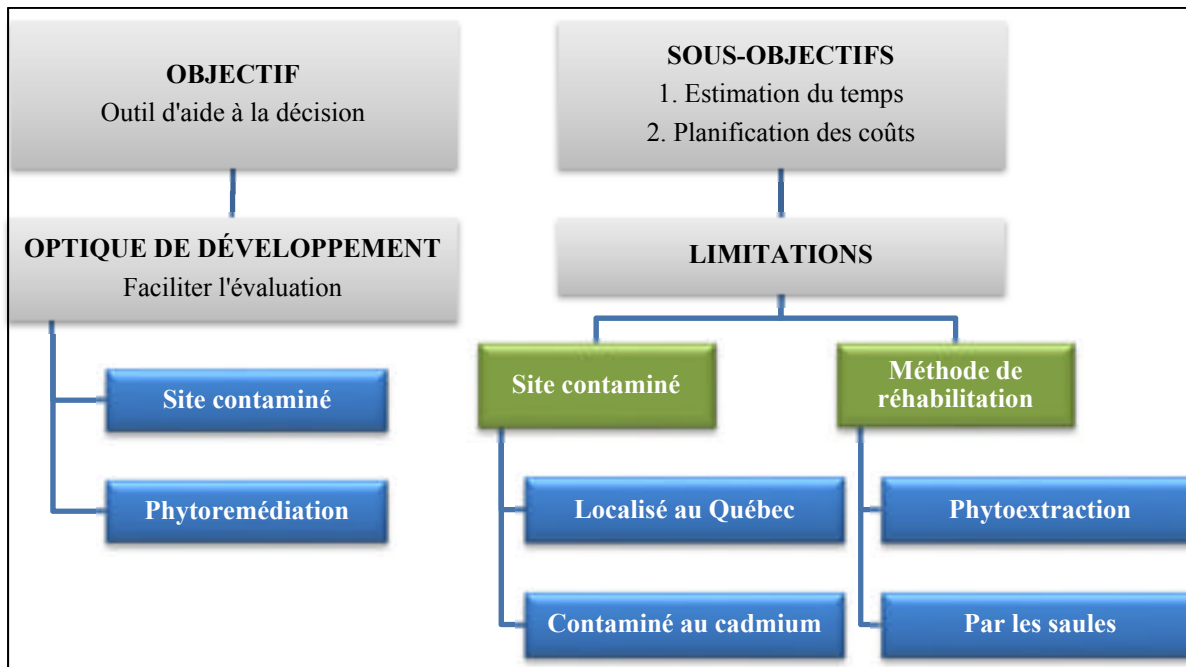 OBJECTIF
Outil d'aide à la décision
OPTIQUE DE DÉVELOPPEMENT
Faciliter l'évaluation
Site contaminé
Phytoremédiation
SOUS-OBJECTIFS
1. Estimation du temps
2. Planification des coûts
LIMITATIONS
Site contaminé
Localisé au Québec
Contaminé au cadmium
Méthode de
réhabilitation
Phytoextraction
Par les saules